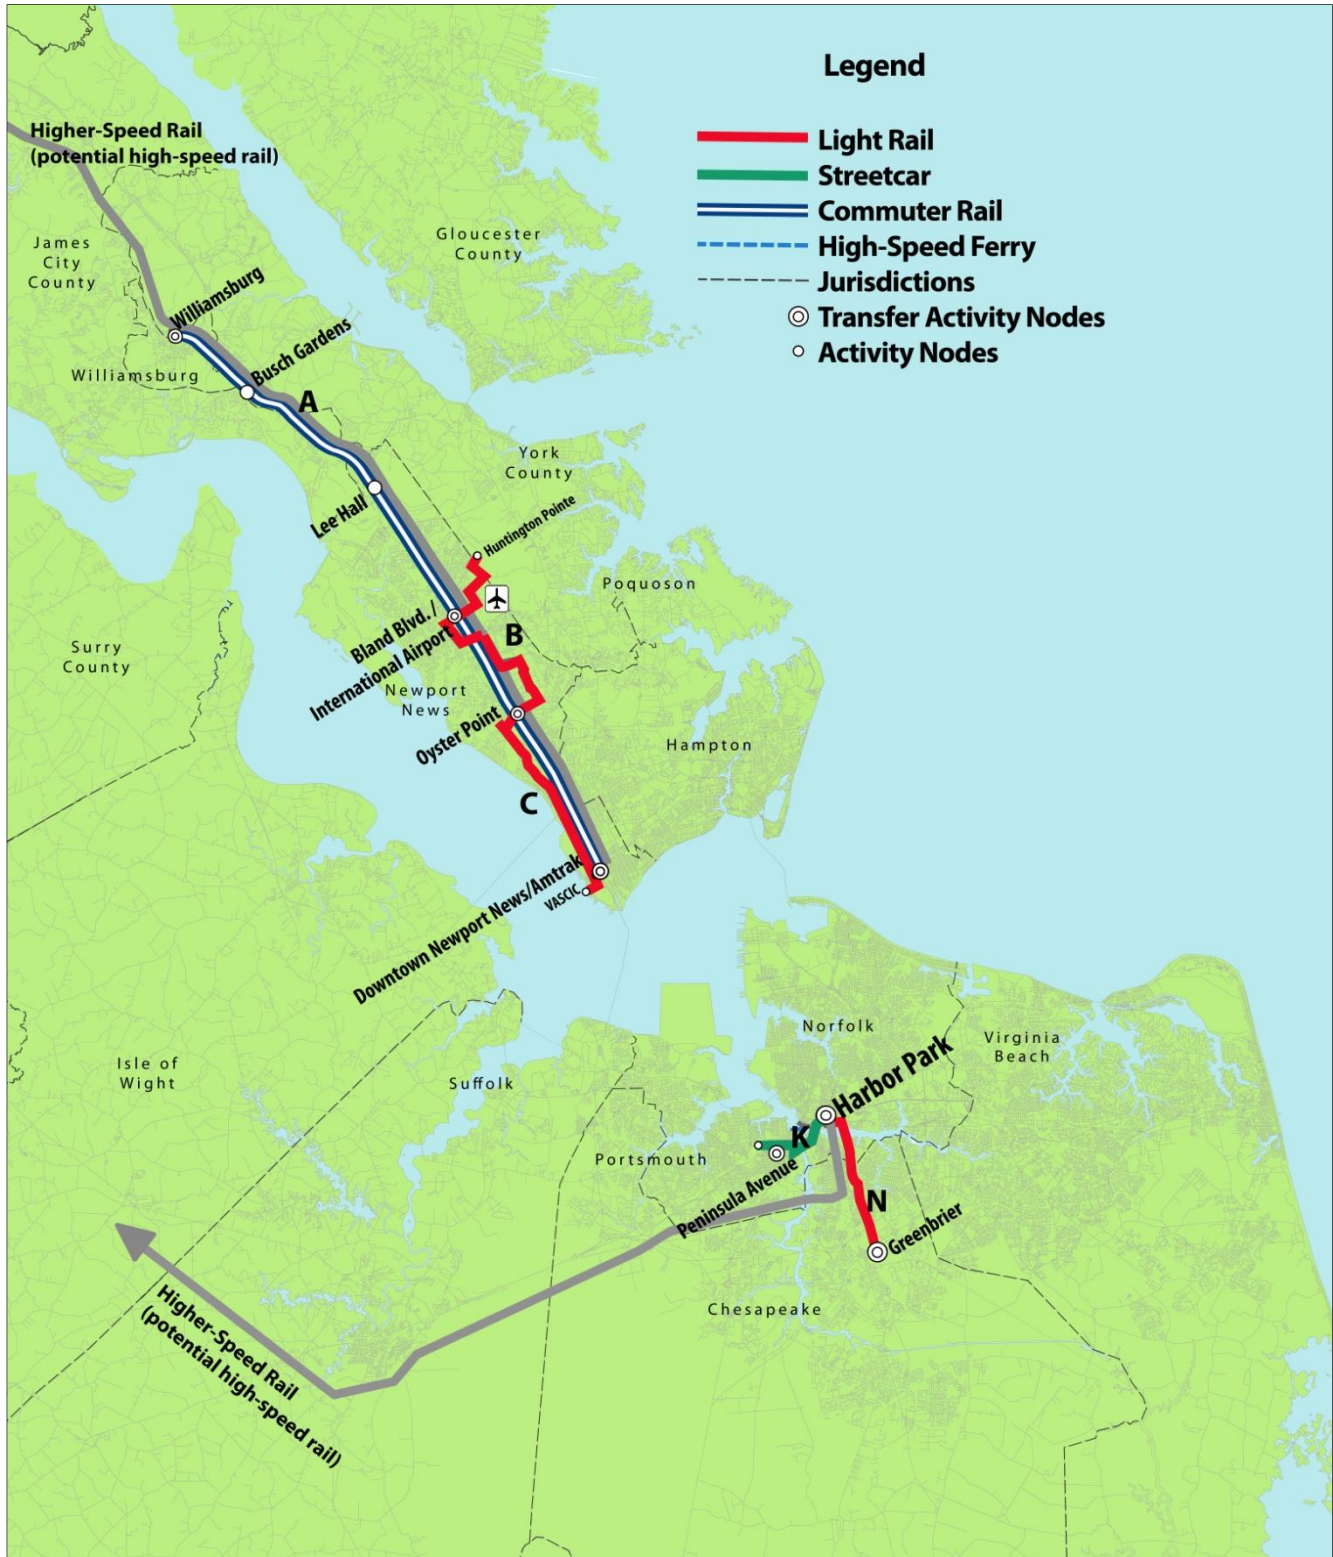 Legend
Light Rail
Streetcar
Commuter Rail
High-Speed Ferry
Jurisdictions
Transfer Activity Nodes
Activity Nodes
Higher-Speed Rail
(potential high-speed rail)
James
City
County
Gloucester
County
Williamsburg
Busch Gardens
Williamsburg
A
York
County
Lee Hall
Huntington Pointe
Poquoson
Surry
County
Bland Blvd./
International Airport
B
Newport
News
Oyster Point
Hampton
C
Downtown Newport News/Amtrak
VASCIC
Norfolk
Virginia
Beach
Isle of
Wight
Suffolk
Harbor Park
K
Portsmouth
Peninsula Avenue
N
Greenbrier
Chesapeake
Higher-Speed Rail
(potential high-speed rail)